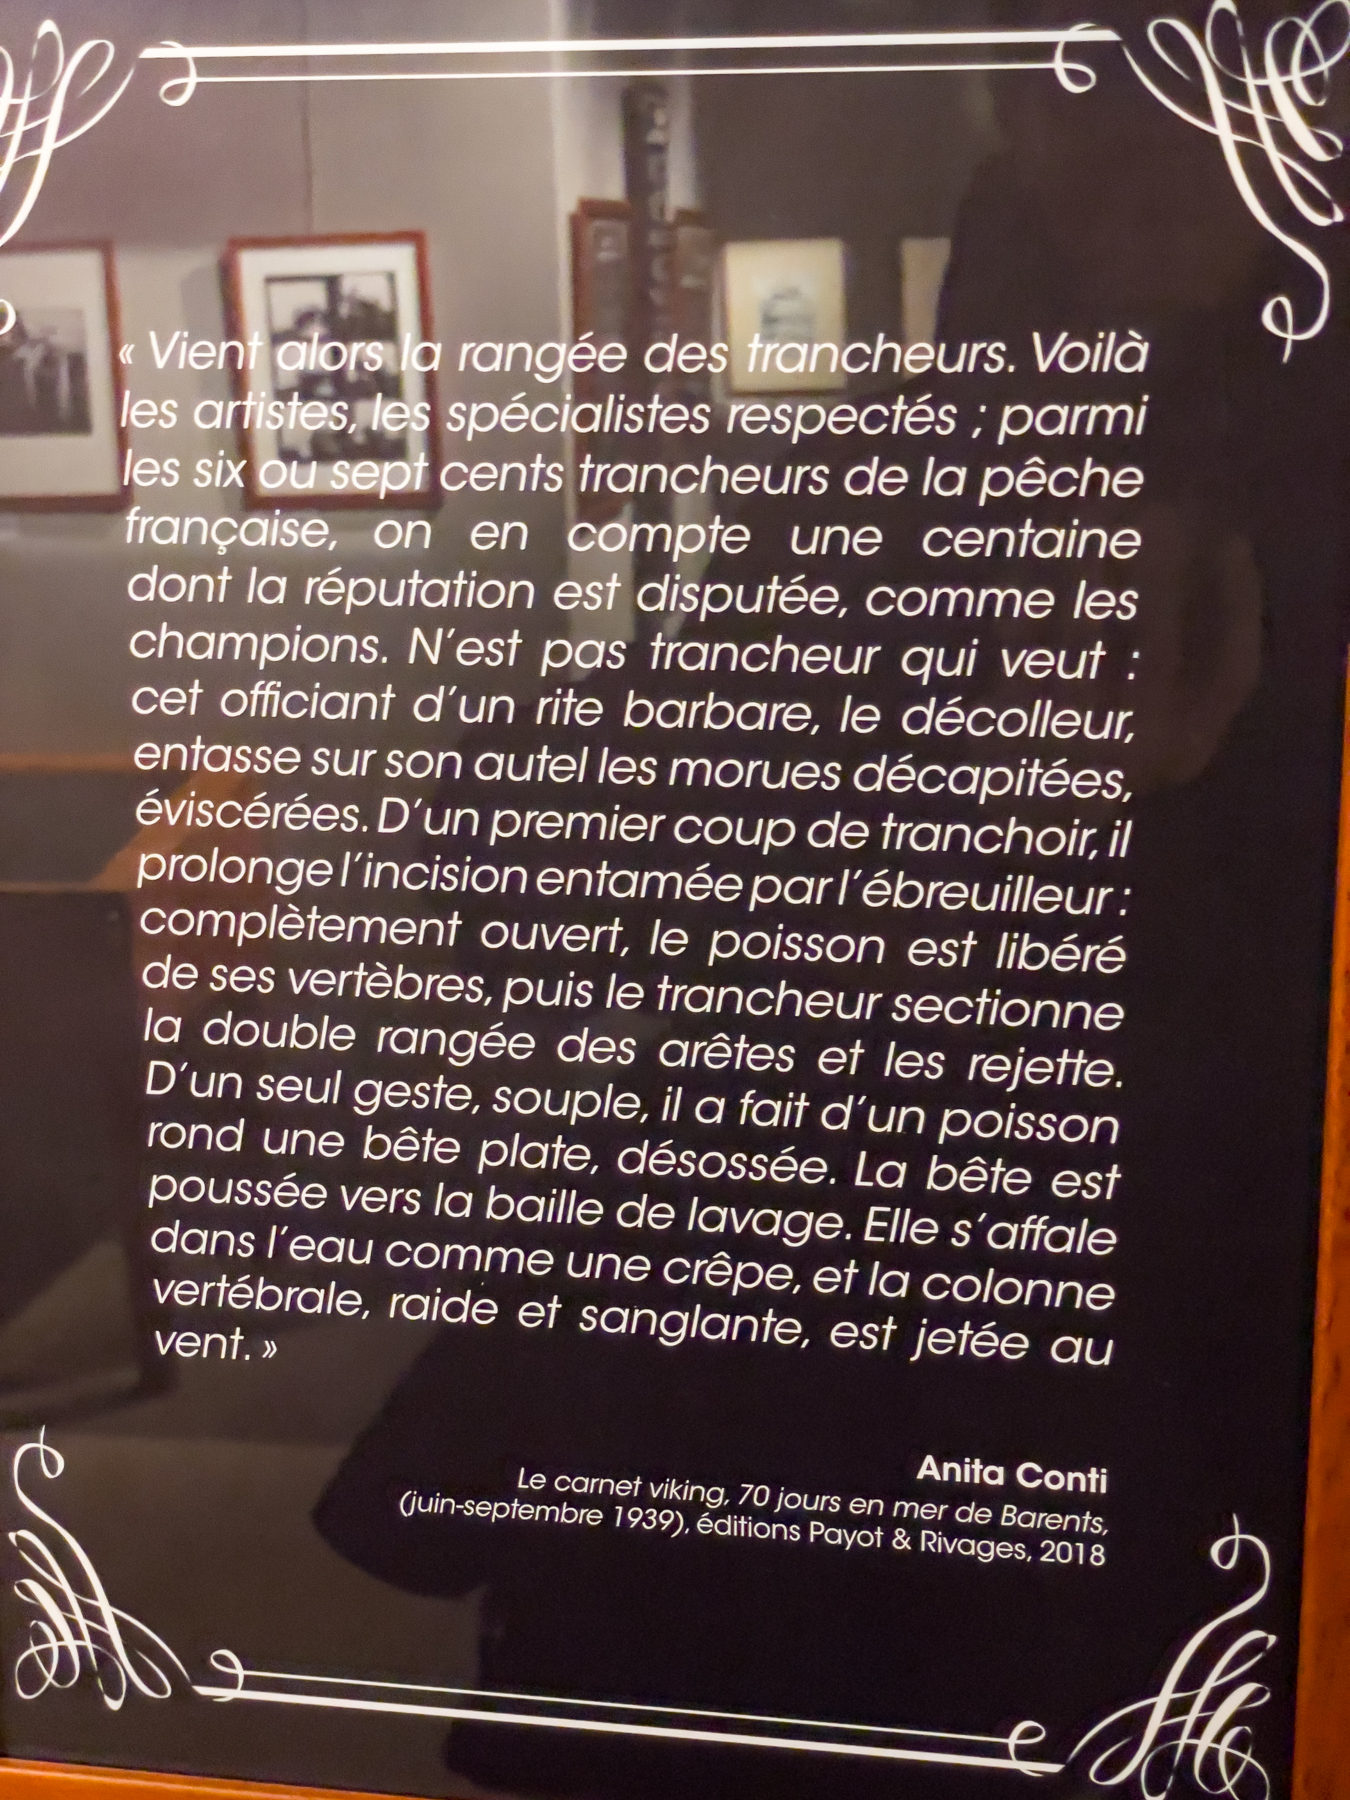 « Vient alors la rangée des trancheurs. Voilà
les artistes, les spécialistes respectés ; parmi
les six ou sept cents trancheurs de la pêche
française, on en compte une centaine
dont la réputation est disputée, comme les
champions. N'est pas trancheur qui veut :
cet officiant d'un rite barbare, le décolleur,
entasse sur son autel les morues décapitées,
éviscérées. D'un premier coup de tranchoir, il
prolonge l'incision entamée par l'ébreuilleur :
complètement ouvert, le poisson est libéré
de ses vertèbres, puis le trancheur sectionne
la double rangée des arêtes et les rejette.
D'un seul geste, souple, il a fait d'un poisson
rond une bête plate, désossée. La bête est
poussée vers la baille de lavage. Elle s'affale
dans l'eau comme une crêpe, et la colonne
vertébrale, raide et sanglante, est jetée au
vent. »
Anita Conti
Le carnet viking, 70 jours en mer de Barents,
(juin-septembre 1939), éditions Payot & Rivages, 2018